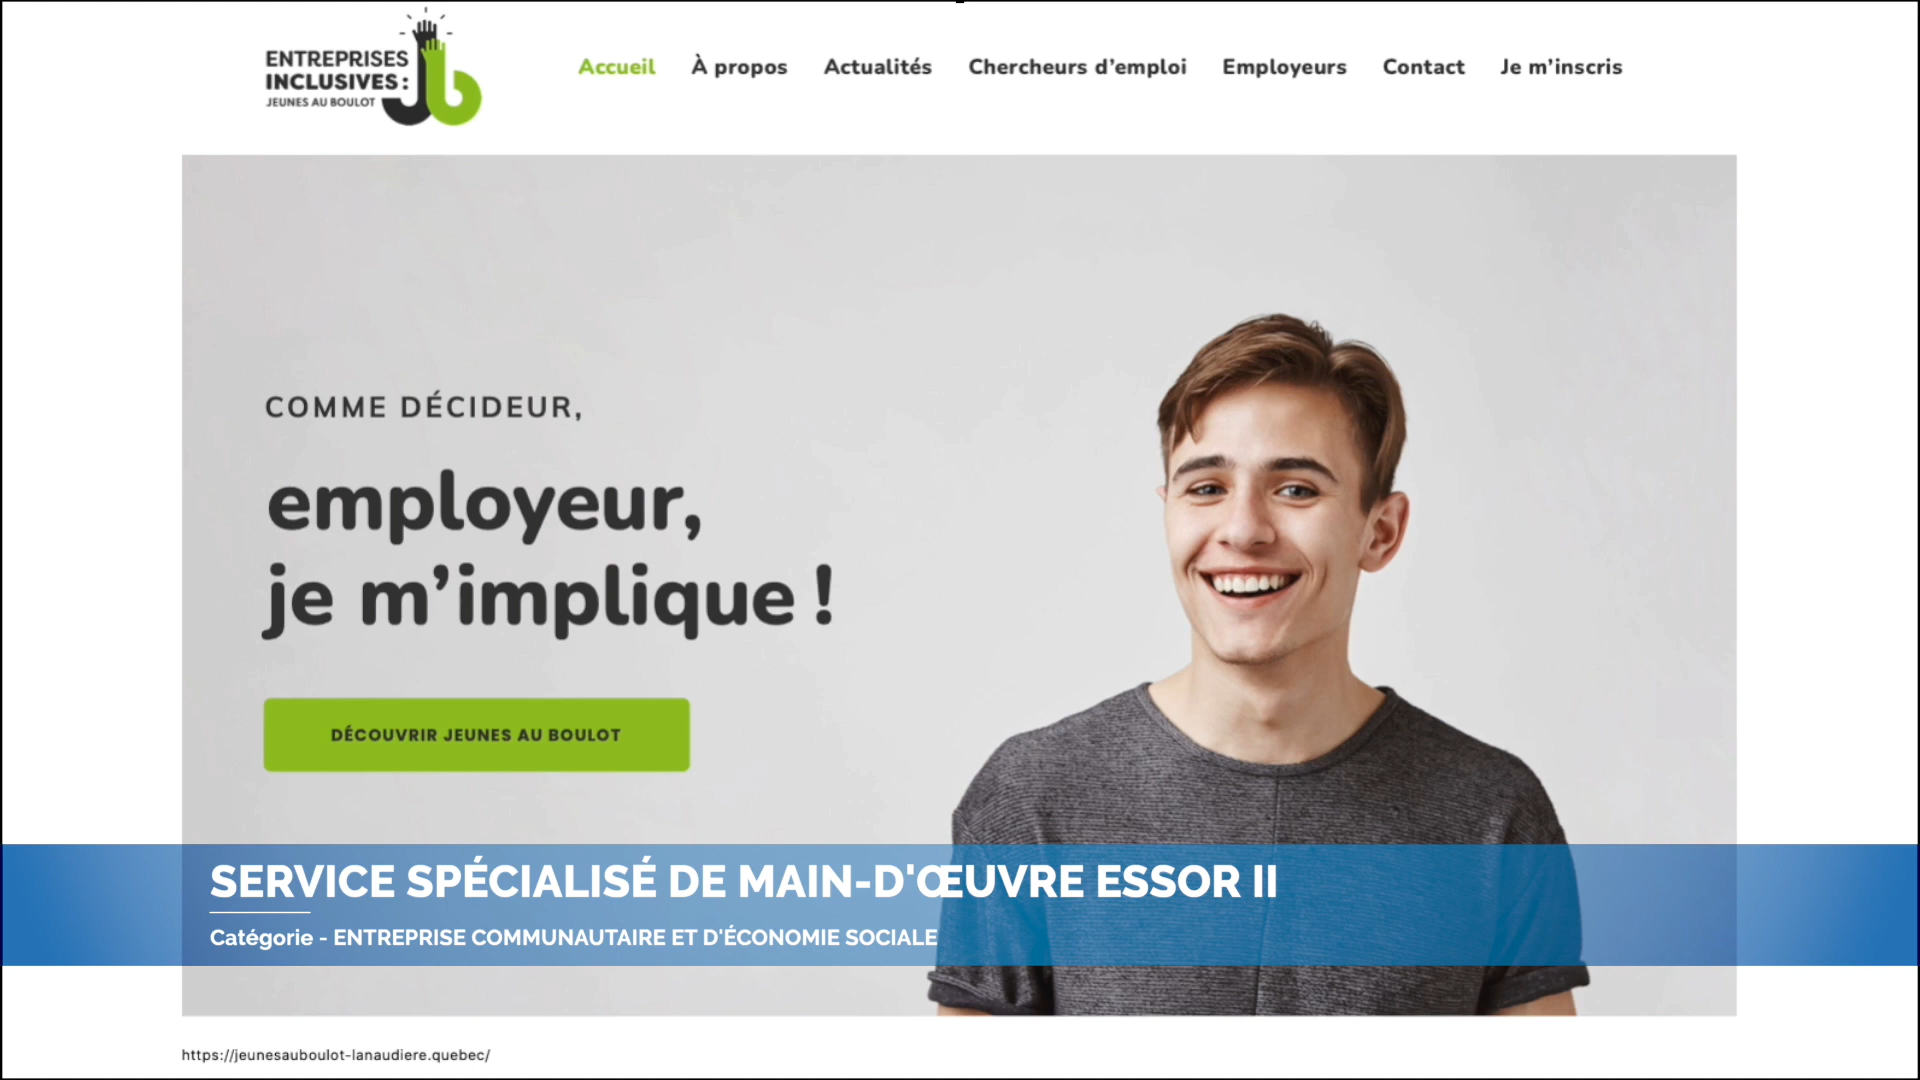 ENTREPRISES
INCLUSIVES :
JEUNES AU BOULOT
Jb
Accueil À propos Actualités Chercheurs d’emploi Employeurs Contact Je m’inscris
COMME DÉCIDEUR,
employeur,
je m’implique !
DÉCOUVRIR JEUNES AU BOULOT
SERVICE SPÉCIALISÉ DE MAIN-D'ŒUVRE ESSOR II
Catégorie - ENTREPRISE COMMUNAUTAIRE ET D'ÉCONOMIE SOCIALE
https://jeunesauboulot-lanaudiere.quebec/